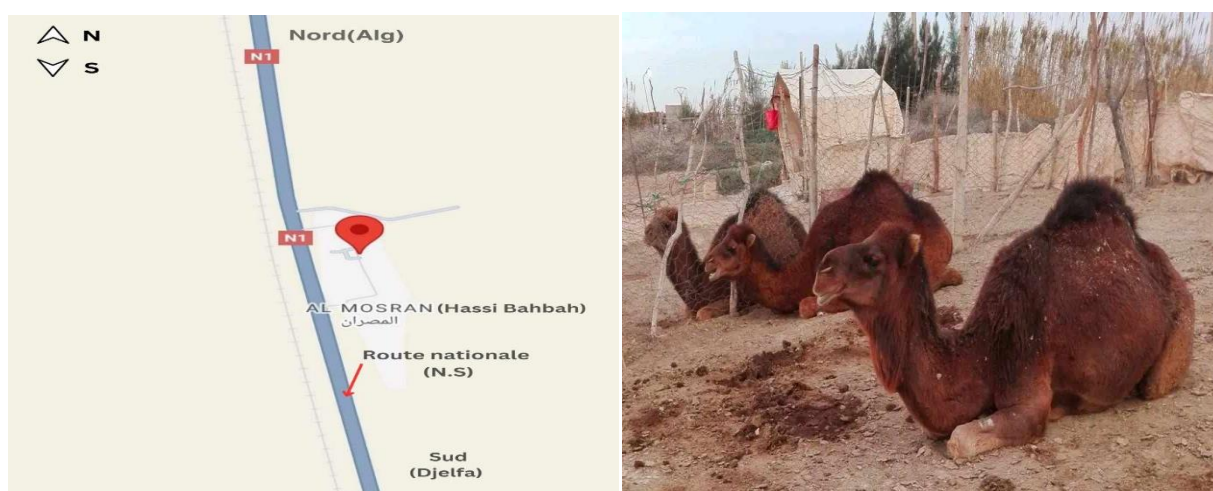 N
S
Nord(Alg)
N1
N1
AL MOSRAN (Hassi Bahbah)
المصران
Route nationale
(N.S)
Sud
(Djelfa)